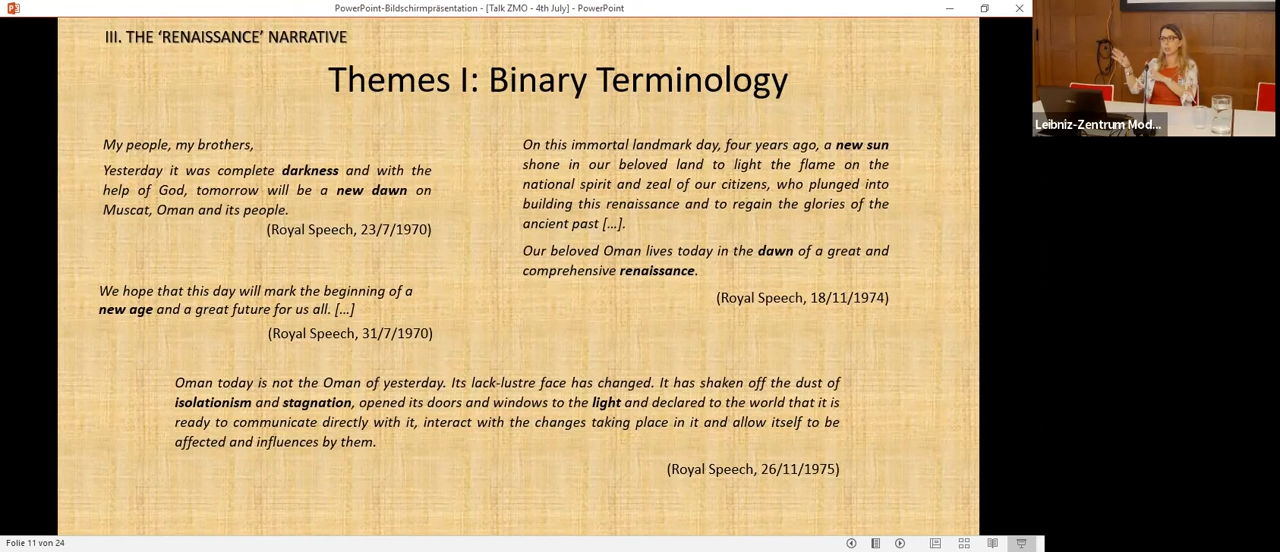 PowerPoint-Bildschirmpräsentation - [Talk ZMO - 4th July] - PowerPoint
III. THE ‘RENAISSANCE’ NARRATIVE
Themes I: Binary Terminology
My people, my brothers,
Yesterday it was complete darkness and with the
help of God, tomorrow will be a new dawn on
Muscat, Oman and its people.
(Royal Speech, 23/7/1970)
We hope that this day will mark the beginning of a
new age and a great future for us all. […]
(Royal Speech, 31/7/1970)
On this immortal landmark day, four years ago, a new sun
shone in our beloved land to light the flame on the
national spirit and zeal of our citizens, who plunged into
building this renaissance and to regain the glories of the
ancient past […].
Our beloved Oman lives today in the dawn of a great and
comprehensive renaissance.
(Royal Speech, 18/11/1974)
Oman today is not the Oman of yesterday. Its lack-lustre face has changed. It has shaken off the dust of
isolationism and stagnation, opened its doors and windows to the light and declared to the world that it is
ready to communicate directly with it, interact with the changes taking place in it and allow itself to be
affected and influences by them.
(Royal Speech, 26/11/1975)
Leibniz-Zentrum Mod...
Folie 11 von 24